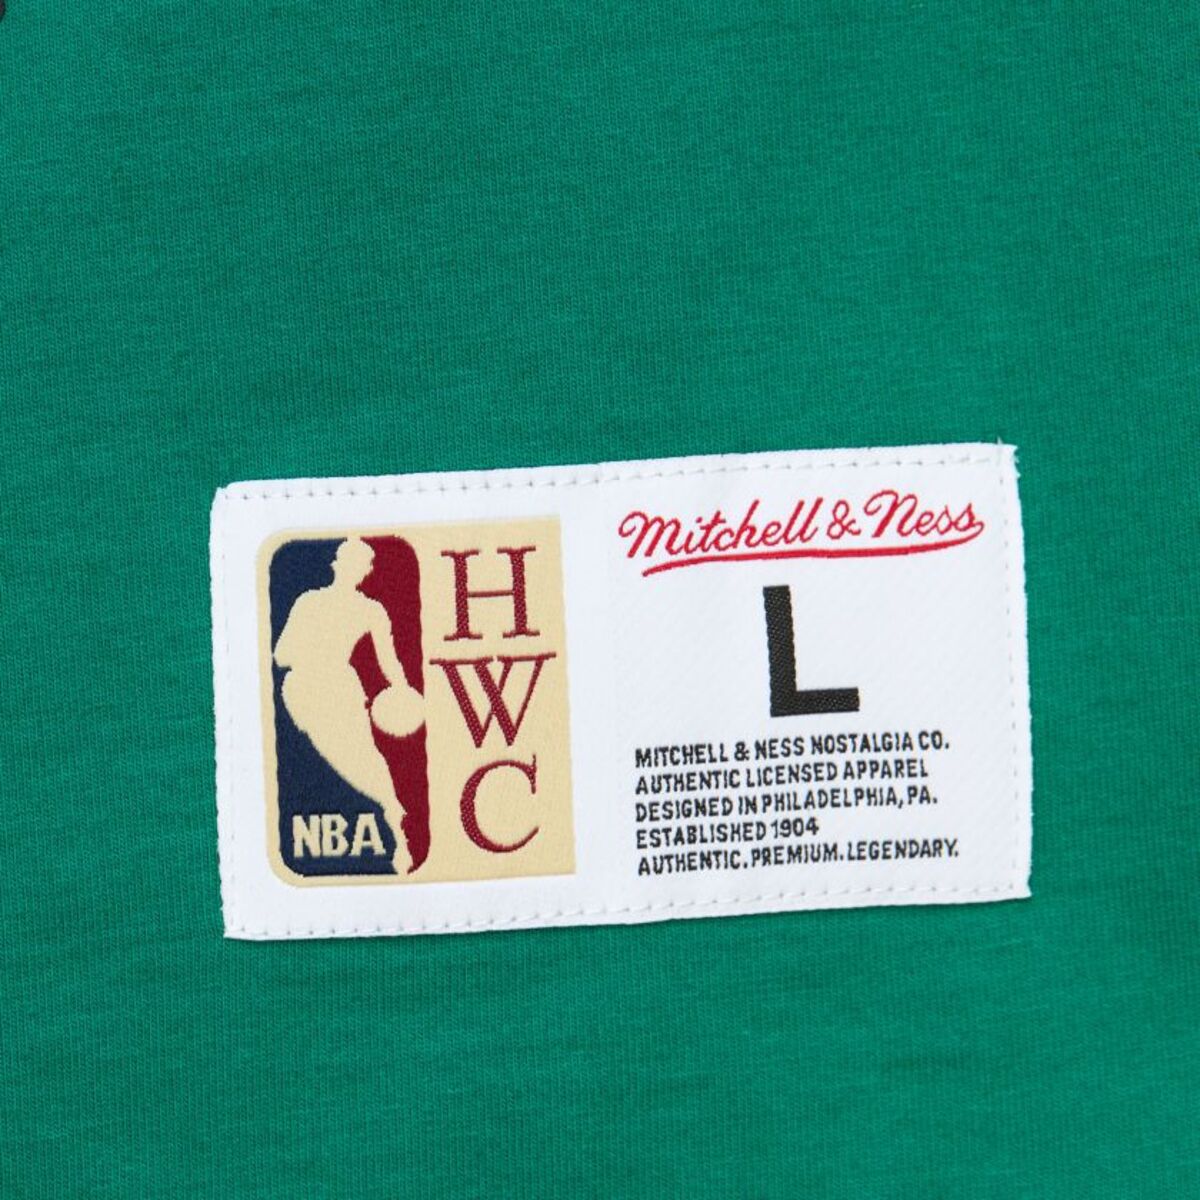 NBA
H
W
C
Mitchell & Ness
L
MITCHELL & NESS NOSTALGIA CO.
AUTHENTIC LICENSED APPAREL
DESIGNED IN PHILADELPHIA, PA.
ESTABLISHED 1904
AUTHENTIC. PREMIUM. LEGENDARY.